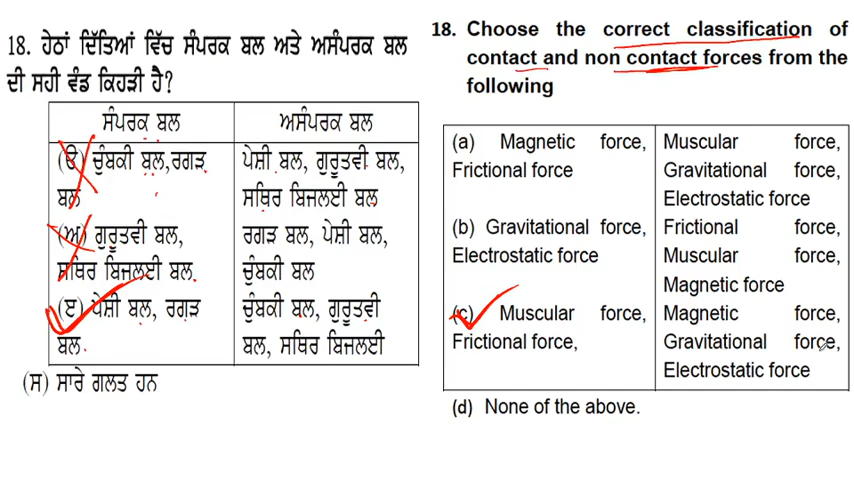 18. ਹੇਠਾਂ ਦਿੱਤਿਆਂ ਵਿੱਚ ਸੰਪਰਕ ਬਲ ਅਤੇ ਅਸੰਪਰਕ ਬਲ
ਦੀ ਸਹੀ ਵੰਡ ਕਿਹੜੀ ਹੈ?
ਸੰਪਰਕ ਬਲ ਅਸੰਪਰਕ ਬਲ
(ੳ) ਚੁੰਬਕੀ ਬਲ,ਰਗੜ ਪੇਸ਼ੀ ਬਲ, ਗੁਰੂਤਵੀ ਬਲ,
ਬਲ ਸਥਿਰ ਬਿਜਲਈ ਬਲ
(ਅ) ਗੁਰੂਤਵੀ ਬਲ, ਰਗੜ ਬਲ, ਪੇਸ਼ੀ ਬਲ,
ਸਥਿਰ ਬਿਜਲਈ ਬਲ. ਚੁੰਬਕੀ ਬਲ
(ੲ) ਪੇਸ਼ੀ ਬਲ, ਰਗੜ ਚੁੰਬਕੀ ਬਲ, ਗੁਰੂਤਵੀ
ਬਲ ਬਲ, ਸਥਿਰ ਬਿਜਲਈ
(ਸ) ਸਾਰੇ ਗਲਤ ਹਨ
18. Choose the correct classification of
contact and non contact forces from the
following
(a) Magnetic force, Muscular force,
Frictional force Gravitational force,
Electrostatic force
(b) Gravitational force, Frictional force,
Electrostatic force Muscular force,
Magnetic force
(c) Muscular force, Magnetic force,
Frictional force, Gravitational force,
Electrostatic force
(d) None of the above.